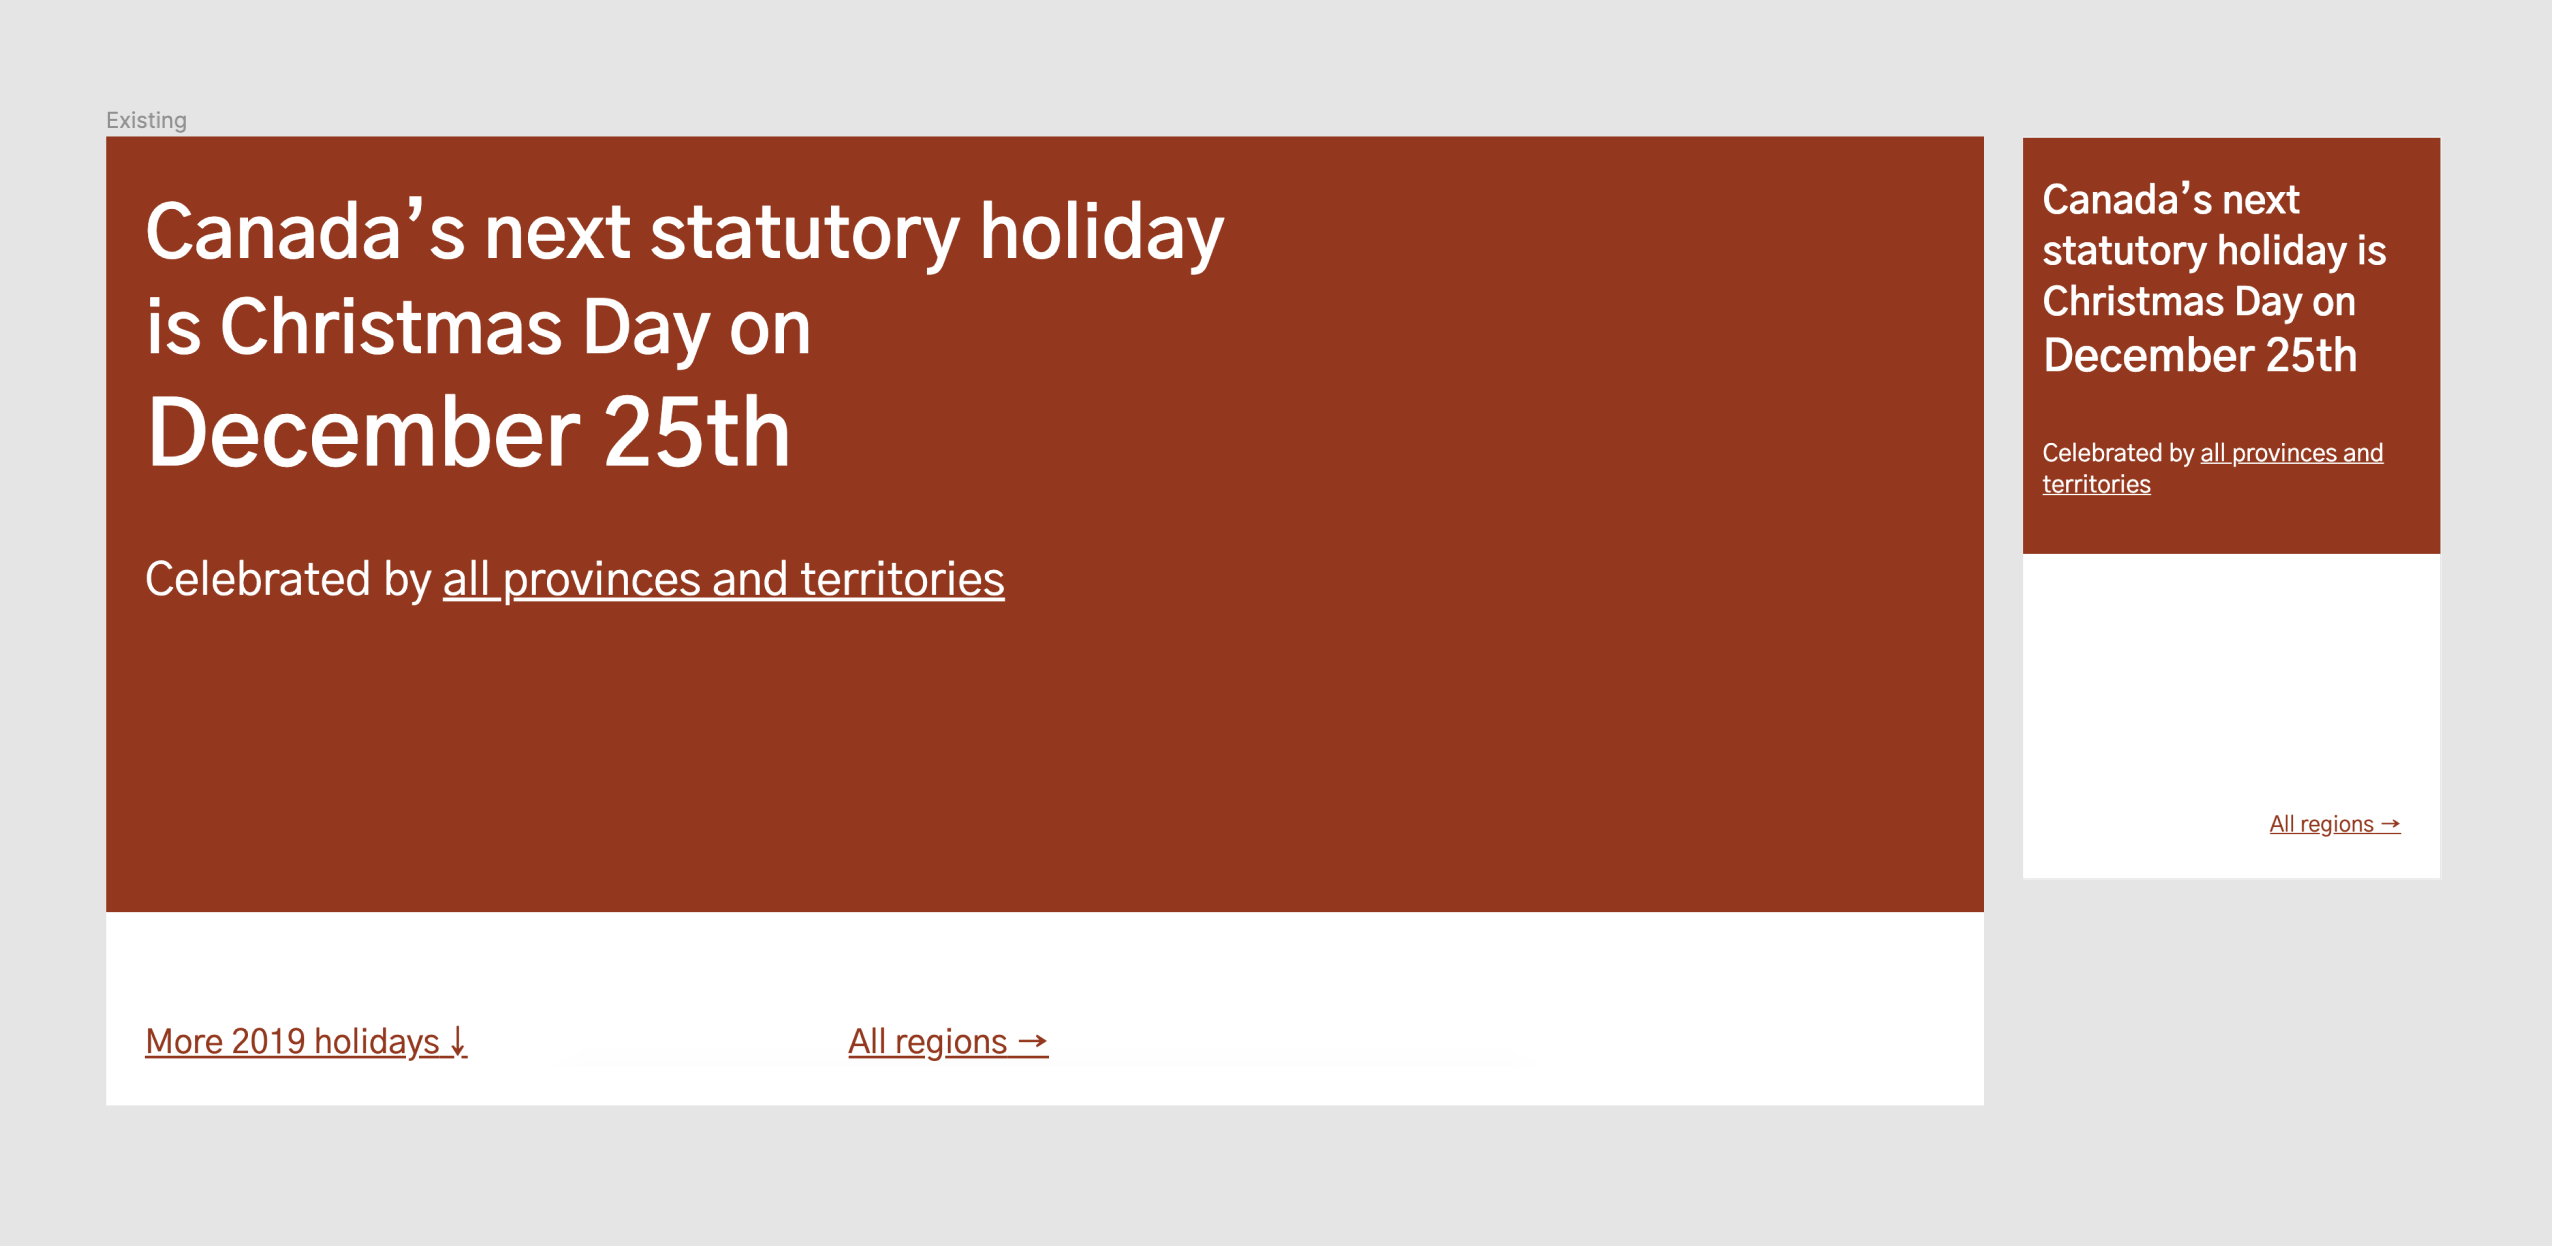 Existing
Canada’s next statutory holiday
is Christmas Day on
December 25th
Celebrated by all provinces and territories
More 2019 holidays ↓
All regions →
Canada’s next
statutory holiday is
Christmas Day on
December 25th
Celebrated by all provinces and
territories
All regions →